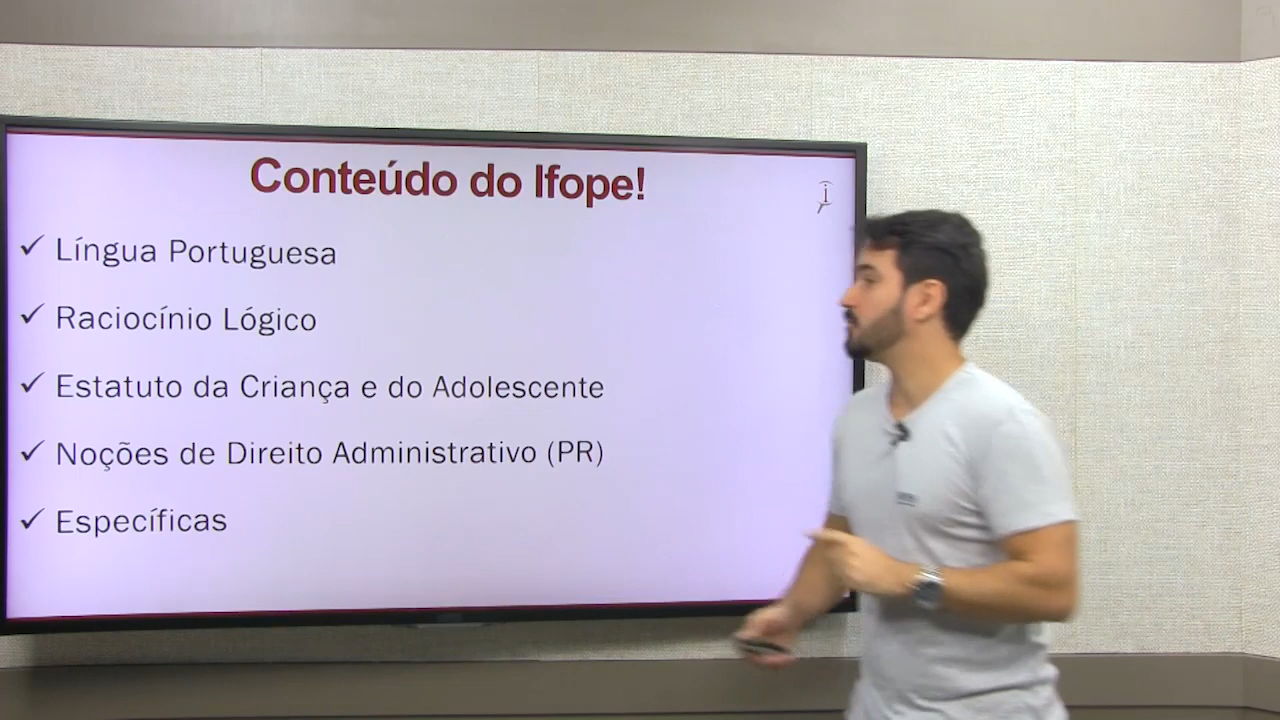 Conteúdo do Ifope!
✓ Língua Portuguesa
✓ Raciocínio Lógico
✓ Estatuto da Criança e do Adolescente
✓ Noções de Direito Administrativo (PR)
✓ Específicas